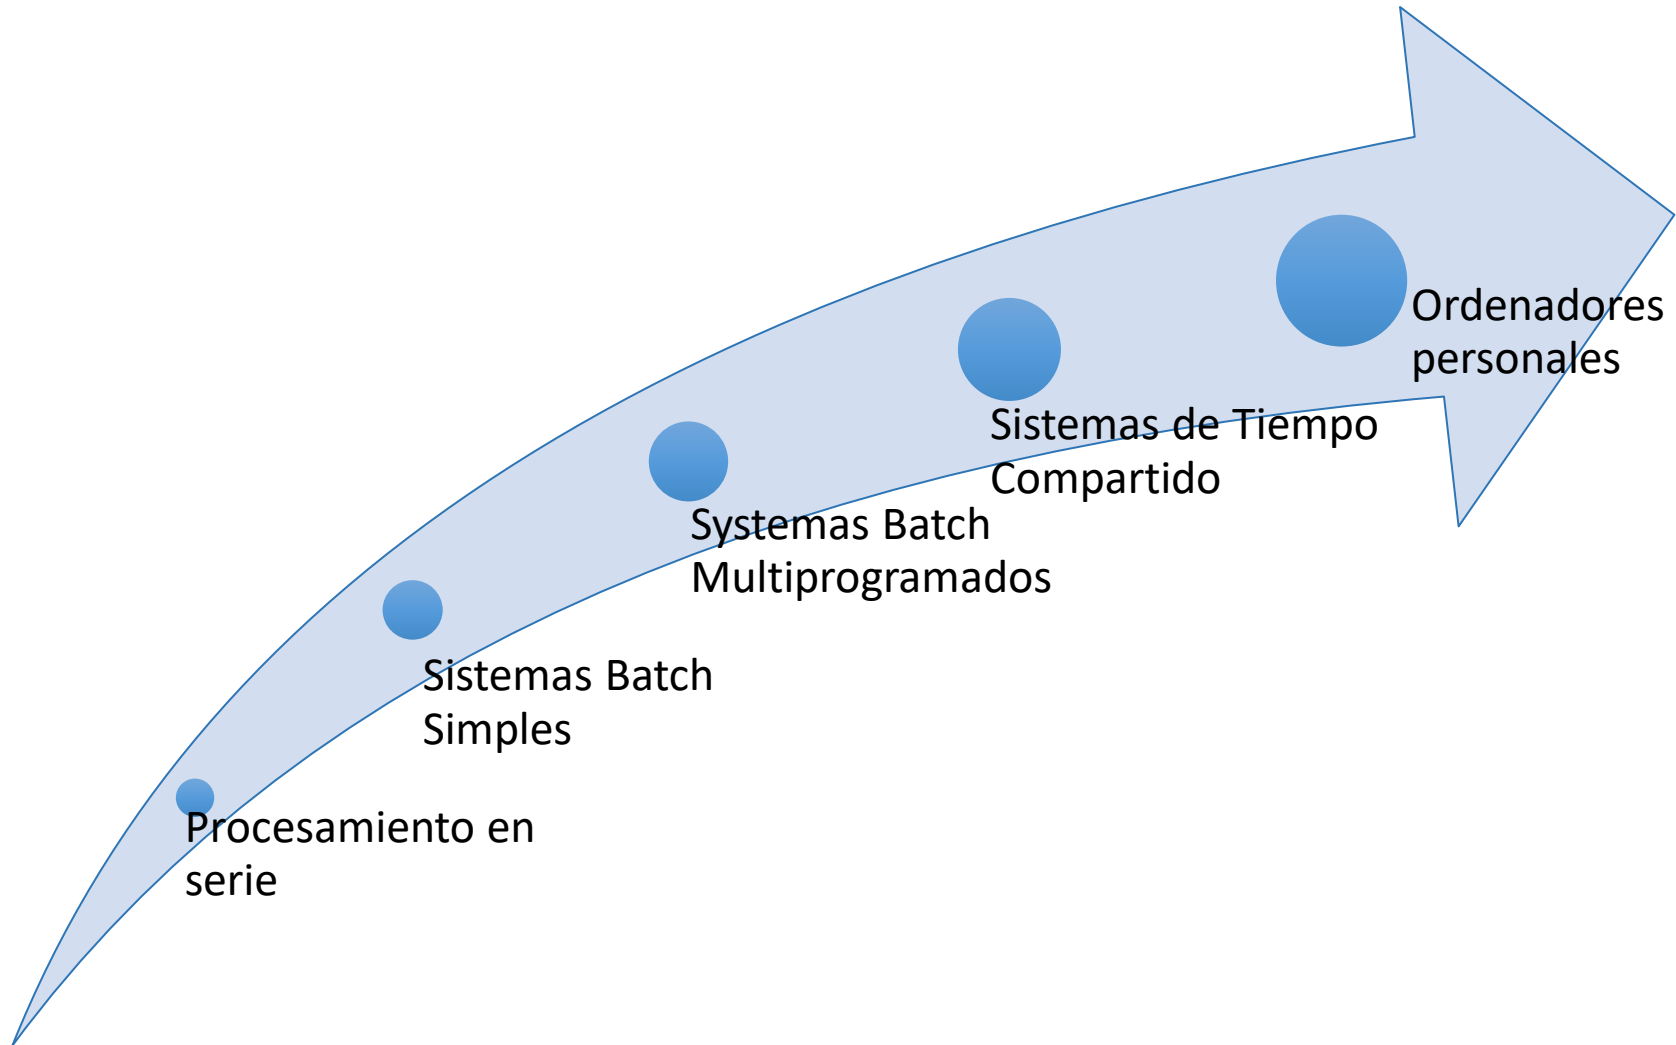 Procesamiento en
serie
Sistemas Batch
Simples
Systemas Batch
Multiprogramados
Sistemas de Tiempo
Compartido
Ordenadores
personales